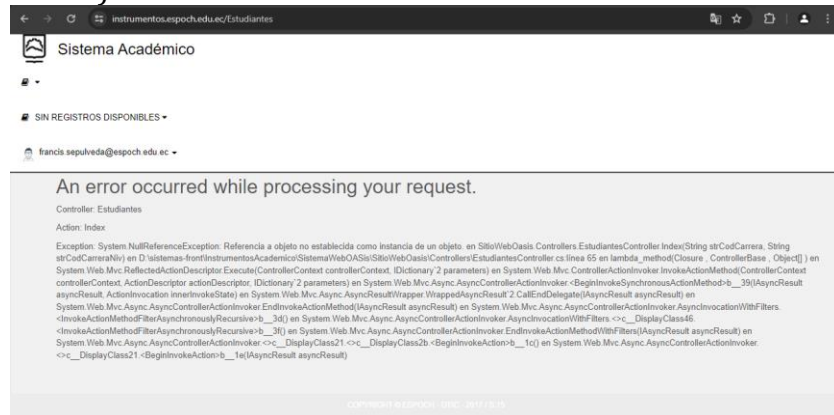 instrumentos.espoch.edu.ec/Estudiantes
Sistema Académico
SIN REGISTROS DISPONIBLES
francis.sepulveda@espoch.edu.ec
An error occurred while processing your request.
Controller: Estudiantes
Action: Index
Exception: System.NullReferenceException: Referencia a objeto no establecida como instancia de un objeto. en SitioWebOasis.Controllers.EstudiantesController.Index(String strCodCarrera, String
strCodCarreraNiv) en D:\sistemas-front\InstrumentosAcademico\SistemaWebOASis\SitioWebOasis\Controllers\EstudiantesController.cs:línea 65 en lambda_method(Closure , ControllerBase , Object[] ) en
System.Web.Mvc.ReflectedActionDescriptor.Execute(ControllerContext controllerContext, IDictionary`2 parameters) en System.Web.Mvc.ControllerActionInvoker.InvokeActionMethod(ControllerContext
controllerContext, ActionDescriptor actionDescriptor, IDictionary`2 parameters) en System.Web.Mvc.Async.AsyncControllerActionInvoker.<BeginInvokeSynchronousActionMethod>b__39(IAsyncResult
asyncResult, ActionInvocation innerInvokeState) en System.Web.Mvc.Async.AsyncResultWrapper.WrappedAsyncResult`2.CallEndDelegate(IAsyncResult asyncResult) en
System.Web.Mvc.Async.AsyncControllerActionInvoker.EndInvokeActionMethod(IAsyncResult asyncResult) en System.Web.Mvc.Async.AsyncControllerActionInvoker.AsyncInvocationWithFilters.
<InvokeActionMethodFilterAsynchronouslyRecursive>b__3d() en System.Web.Mvc.Async.AsyncControllerActionInvoker.AsyncInvocationWithFilters.<>c__DisplayClass46.
<InvokeActionMethodFilterAsynchronouslyRecursive>b__3f() en System.Web.Mvc.Async.AsyncControllerActionInvoker.EndInvokeActionMethodWithFilters(IAsyncResult asyncResult) en
System.Web.Mvc.Async.AsyncControllerActionInvoker.<>c__DisplayClass21.<>c__DisplayClass2b.<BeginInvokeAction>b__1c() en System.Web.Mvc.Async.AsyncControllerActionInvoker.
<>c__DisplayClass21.<BeginInvokeAction>b__1e(IAsyncResult asyncResult)
COPYRIGHT © ESPOCH - DTIC - 2017